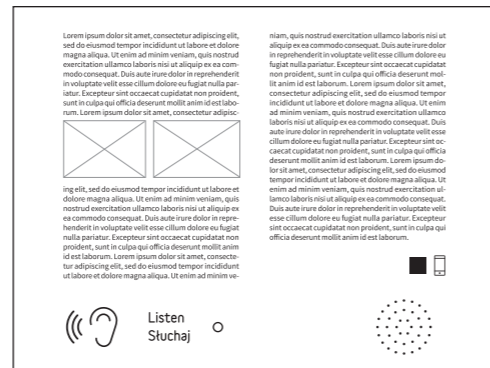 Lorem ipsum dolor sit amet, consectetur adipiscing elit,
sed do eiusmod tempor incididunt ut labore et dolore
magna aliqua. Ut enim ad minim veniam, quis nostrud
exercitation ullamco laboris nisi ut aliquip ex ea com-
modo consequat. Duis aute irure dolor in reprehenderit
in voluptate velit esse cillum dolore eu fugiat nulla par-
iatur. Excepteur sint occaecat cupidatat non proident,
sunt in culpa qui officia deserunt mollit anim id est labo-
rum. Lorem ipsum dolor sit amet, consectetur adipisc-
ing elit, sed do eiusmod tempor incididunt ut labore et
dolore magna aliqua. Ut enim ad minim veniam, quis
nostrud exercitation ullamco laboris nisi ut aliquip ex
ea commodo consequat. Duis aute irure dolor in repre-
henderit in voluptate velit esse cillum dolore eu fugiat
nulla pariatur. Excepteur sint occaecat cupidatat non
proident, sunt in culpa qui officia deserunt mollit anim
id est laborum. Lorem ipsum dolor sit amet, consecte-
tur adipiscing elit, sed do eiusmod tempor incididunt
ut labore et dolore magna aliqua. Ut enim ad minim ve-
niam, quis nostrud exercitation ullamco laboris nisi ut
aliquip ex ea commodo consequat. Duis aute irure dolor
in reprehenderit in voluptate velit esse cillum dolore eu
fugiat nulla pariatur. Excepteur sint occaecat cupidatat
non proident, sunt in culpa qui officia deserunt mol-
lit anim id est laborum. Lorem ipsum dolor sit amet,
consectetur adipiscing elit, sed do eiusmod tempor
incididunt ut labore et dolore magna aliqua. Ut enim
ad minim veniam, quis nostrud exercitation ullamco
laboris nisi ut aliquip ex ea commodo consequat. Duis
aute irure dolor in reprehenderit in voluptate velit esse
cillum dolore eu fugiat nulla pariatur. Excepteur sint oc-
caecat cupidatat non proident, sunt in culpa qui officia
deserunt mollit anim id est laborum. Lorem ipsum do-
lor sit amet, consectetur adipiscing elit, sed do eiusmod
tempor incididunt ut labore et dolore magna aliqua. Ut
enim ad minim veniam, quis nostrud exercitation ul-
lamco laboris nisi ut aliquip ex ea commodo consequat.
Duis aute irure dolor in reprehenderit in voluptate velit
esse cillum dolore eu fugiat nulla pariatur. Excepteur
sint occaecat cupidatat non proident, sunt in culpa qui
officia deserunt mollit anim id est laborum.
Listen
Słuchaj